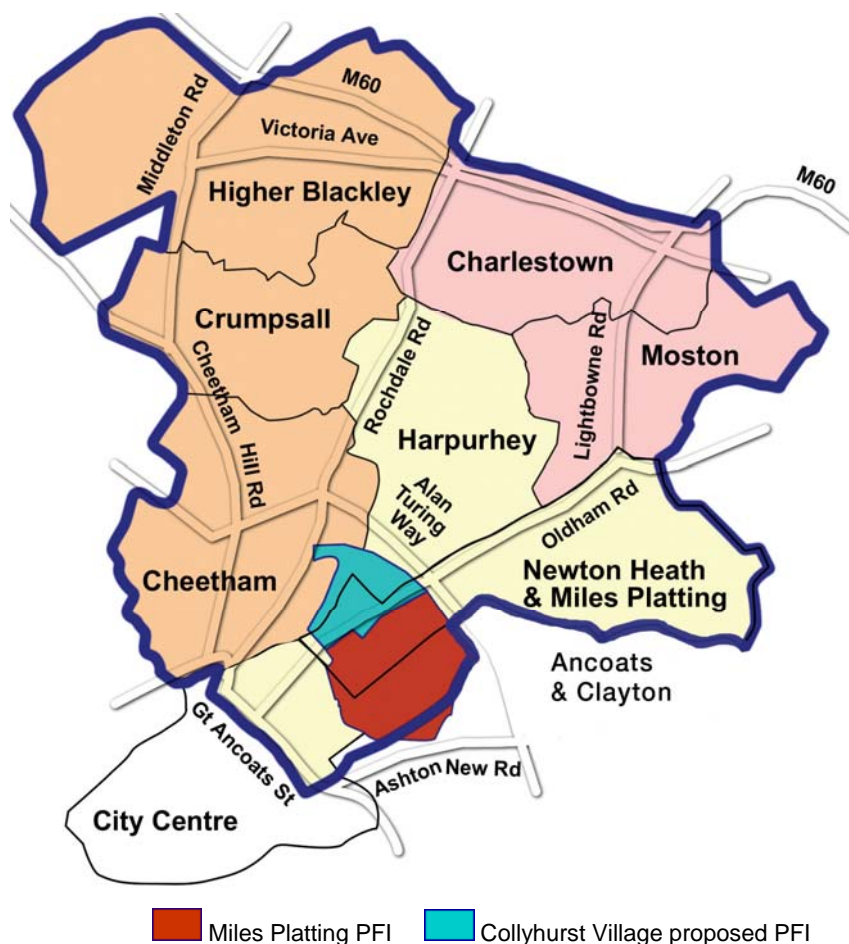 M60
Middleton Rd
Victoria Ave
Higher Blackley
M60
Charlestown
Crumpsall
Rochdale Rd
Lightbowne Rd
Moston
Cheetham Hill Rd
Harpurhey
Alan
Turing
Way
Oldham Rd
Cheetham
Newton Heath
& Miles Platting
Ancoats
& Clayton
Gt Ancoats St
Ashton New Rd
City Centre
Miles Platting PFI
Collyhurst Village proposed PFI